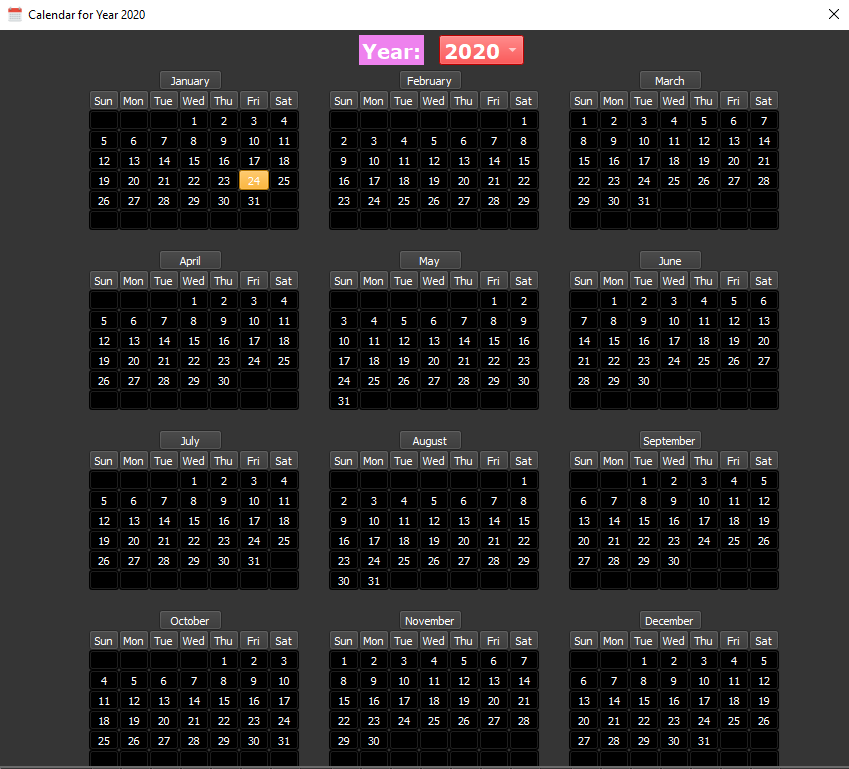 Calendar for Year 2020
Year: 2020
January
Sun Mon Tue Wed Thu Fri Sat
1 2 3 4
5 6 7 8 9 10 11
12 13 14 15 16 17 18
19 20 21 22 23 24 25
26 27 28 29 30 31
February
Sun Mon Tue Wed Thu Fri Sat
1
2 3 4 5 6 7 8
9 10 11 12 13 14 15
16 17 18 19 20 21 22
23 24 25 26 27 28 29
March
Sun Mon Tue Wed Thu Fri Sat
1 2 3 4 5 6 7
8 9 10 11 12 13 14
15 16 17 18 19 20 21
22 23 24 25 26 27 28
29 30 31
April
Sun Mon Tue Wed Thu Fri Sat
1 2 3 4
5 6 7 8 9 10 11
12 13 14 15 16 17 18
19 20 21 22 23 24 25
26 27 28 29 30
May
Sun Mon Tue Wed Thu Fri Sat
1 2
3 4 5 6 7 8 9
10 11 12 13 14 15 16
17 18 19 20 21 22 23
24 25 26 27 28 29 30
31
June
Sun Mon Tue Wed Thu Fri Sat
1 2 3 4 5 6
7 8 9 10 11 12 13
14 15 16 17 18 19 20
21 22 23 24 25 26 27
28 29 30
July
Sun Mon Tue Wed Thu Fri Sat
1 2 3 4
5 6 7 8 9 10 11
12 13 14 15 16 17 18
19 20 21 22 23 24 25
26 27 28 29 30 31
August
Sun Mon Tue Wed Thu Fri Sat
1
2 3 4 5 6 7 8
9 10 11 12 13 14 15
16 17 18 19 20 21 22
23 24 25 26 27 28 29
30 31
September
Sun Mon Tue Wed Thu Fri Sat
1 2 3 4 5
6 7 8 9 10 11 12
13 14 15 16 17 18 19
20 21 22 23 24 25 26
27 28 29 30
October
Sun Mon Tue Wed Thu Fri Sat
1 2 3
4 5 6 7 8 9 10
11 12 13 14 15 16 17
18 19 20 21 22 23 24
25 26 27 28 29 30 31
November
Sun Mon Tue Wed Thu Fri Sat
1 2 3 4 5 6 7
8 9 10 11 12 13 14
15 16 17 18 19 20 21
22 23 24 25 26 27 28
29 30
December
Sun Mon Tue Wed Thu Fri Sat
1 2 3 4 5
6 7 8 9 10 11 12
13 14 15 16 17 18 19
20 21 22 23 24 25 26
27 28 29 30 31